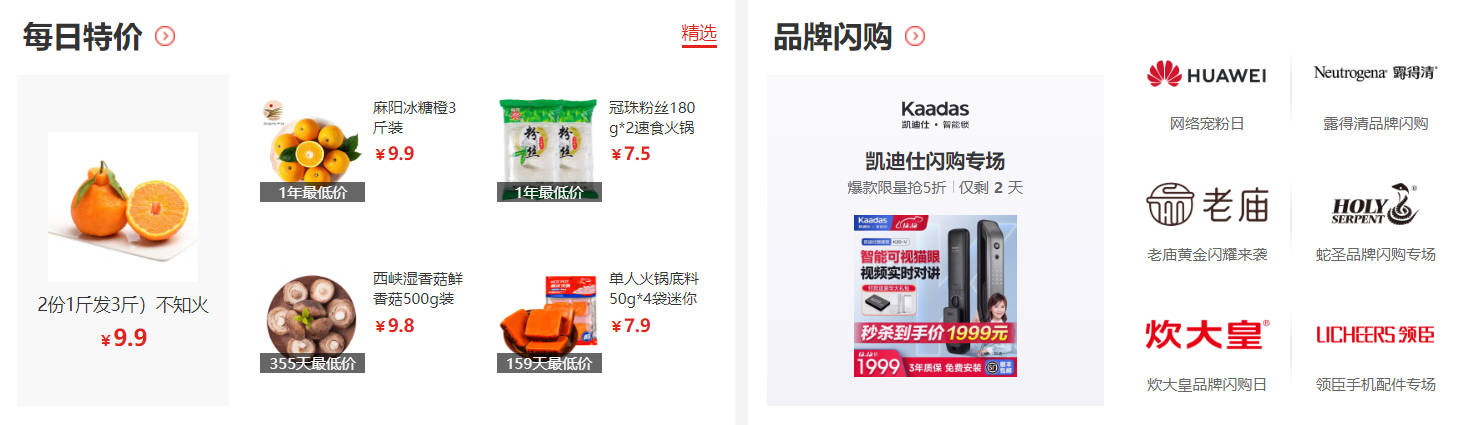 每日特价
精选
2份1斤发3斤）不知火
￥9.9
麻阳冰糖橙3
斤装
￥9.9
1年最低价
冠珠粉丝180
g*2速食火锅
￥7.5
粉丝
粉丝
1年最低价
西峡湿香菇鲜
香菇500g装
￥9.8
355天最低价
单人火锅底料
50g*4袋迷你
￥7.9
159天最低价
品牌闪购
Kaadas
凯迪仕·智能锁
凯迪仕闪购专场
爆款限量抢5折 | 仅剩 2 天
Kaadas
智能可视猫眼
视频实时对讲
秒杀到手价 1999元
1999
3年质保 免费安装
HUAWEI
网络宠粉日
Neutrogena 露得清
露得清品牌闪购
老庙
老庙黄金闪耀来袭
HOLY
SERPENT
蛇圣品牌闪购专场
炊大皇
炊大皇品牌闪购日
LICHEERS 领臣
领臣手机配件专场